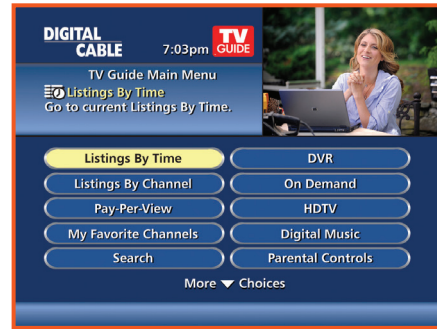 DIGITAL
CABLE
7:03pm
TV
GUIDE
TV Guide Main Menu
Listings By Time
Go to current Listings By Time.
Listings By Time
DVR
Listings By Channel
On Demand
Pay-Per-View
HDTV
My Favorite Channels
Digital Music
Search
Parental Controls
More Choices